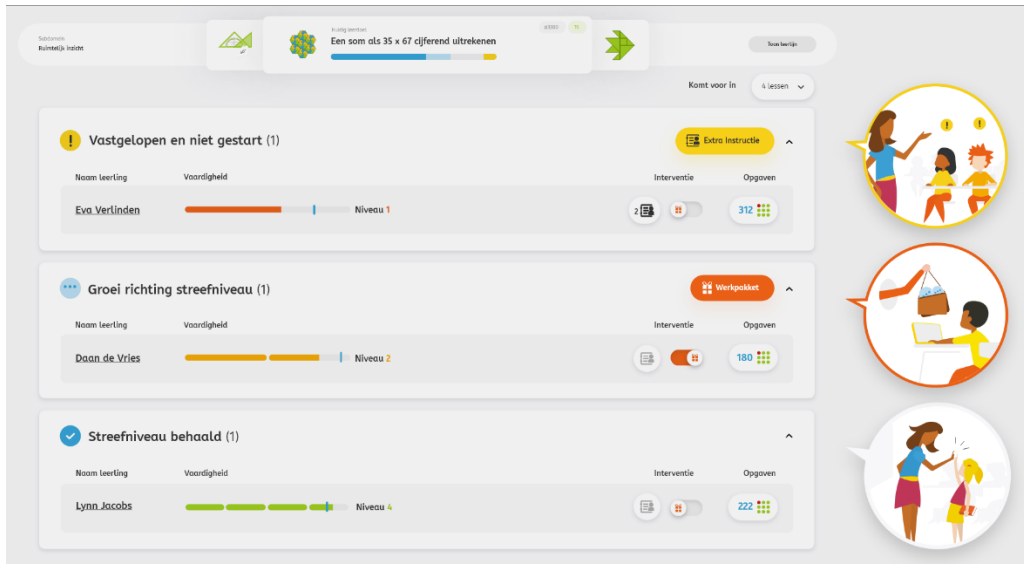 Subdomein
Ruimtelijk inzicht
Huidig leerdoel
Een som als 35 x 67 cijferend uitrekenen
Toon leerlijn
Komt voor in
4 lessen
! Vastgelopen en niet gestart (1)
Extra Instructie
Naam leerling Vaardigheid Interventie Opgaven
Eva Verlinden Niveau 1 2 312
Groei richting streefniveau (1)
Werkpakket
Naam leerling Vaardigheid Interventie Opgaven
Daan de Vries Niveau 2 180
Streefniveau behaald (1)
Naam leerling Vaardigheid Interventie Opgaven
Lynn Jacobs Niveau 4 222